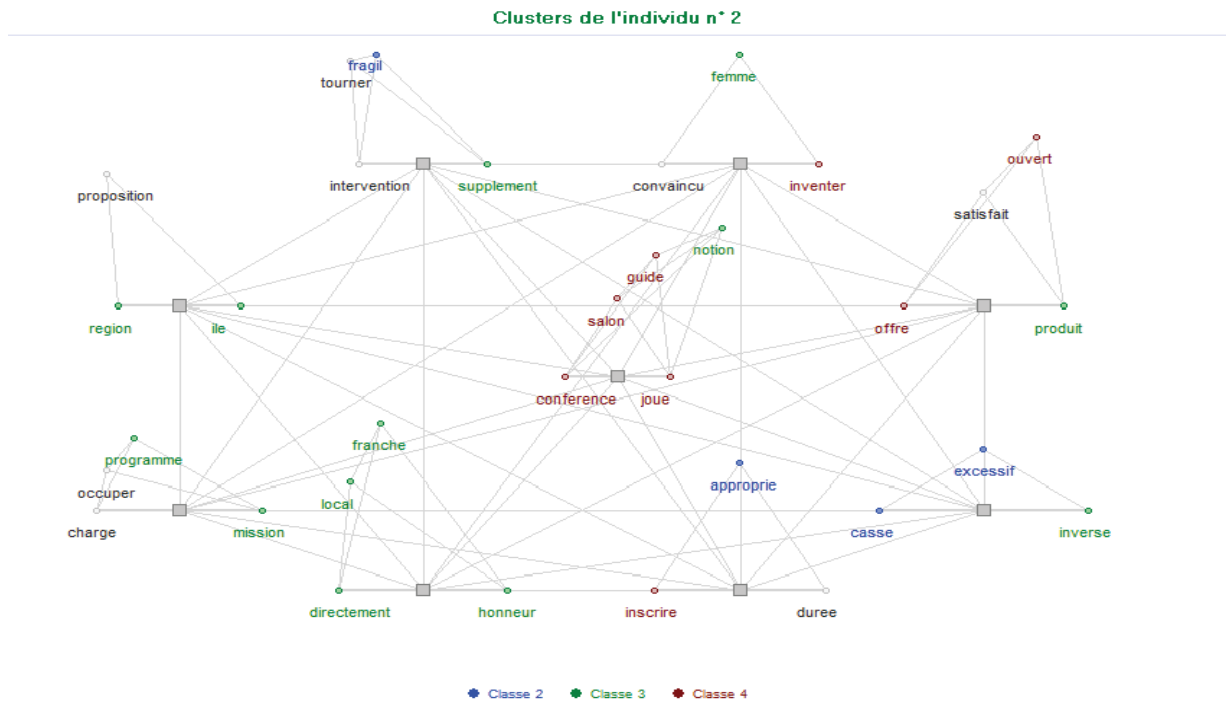 Clusters de l'individu n° 2
fragil
tourner
femme
ouvert
intervention
supplement
convaincu
inventer
proposition
satisfait
notion
guide
region
ile
salon
offre
produit
conference
joue
franche
programme
excessif
occuper
local
approprie
charge
mission
casse
inverse
directement
honneur
inscrire
duree
Classe 2
Classe 3
Classe 4